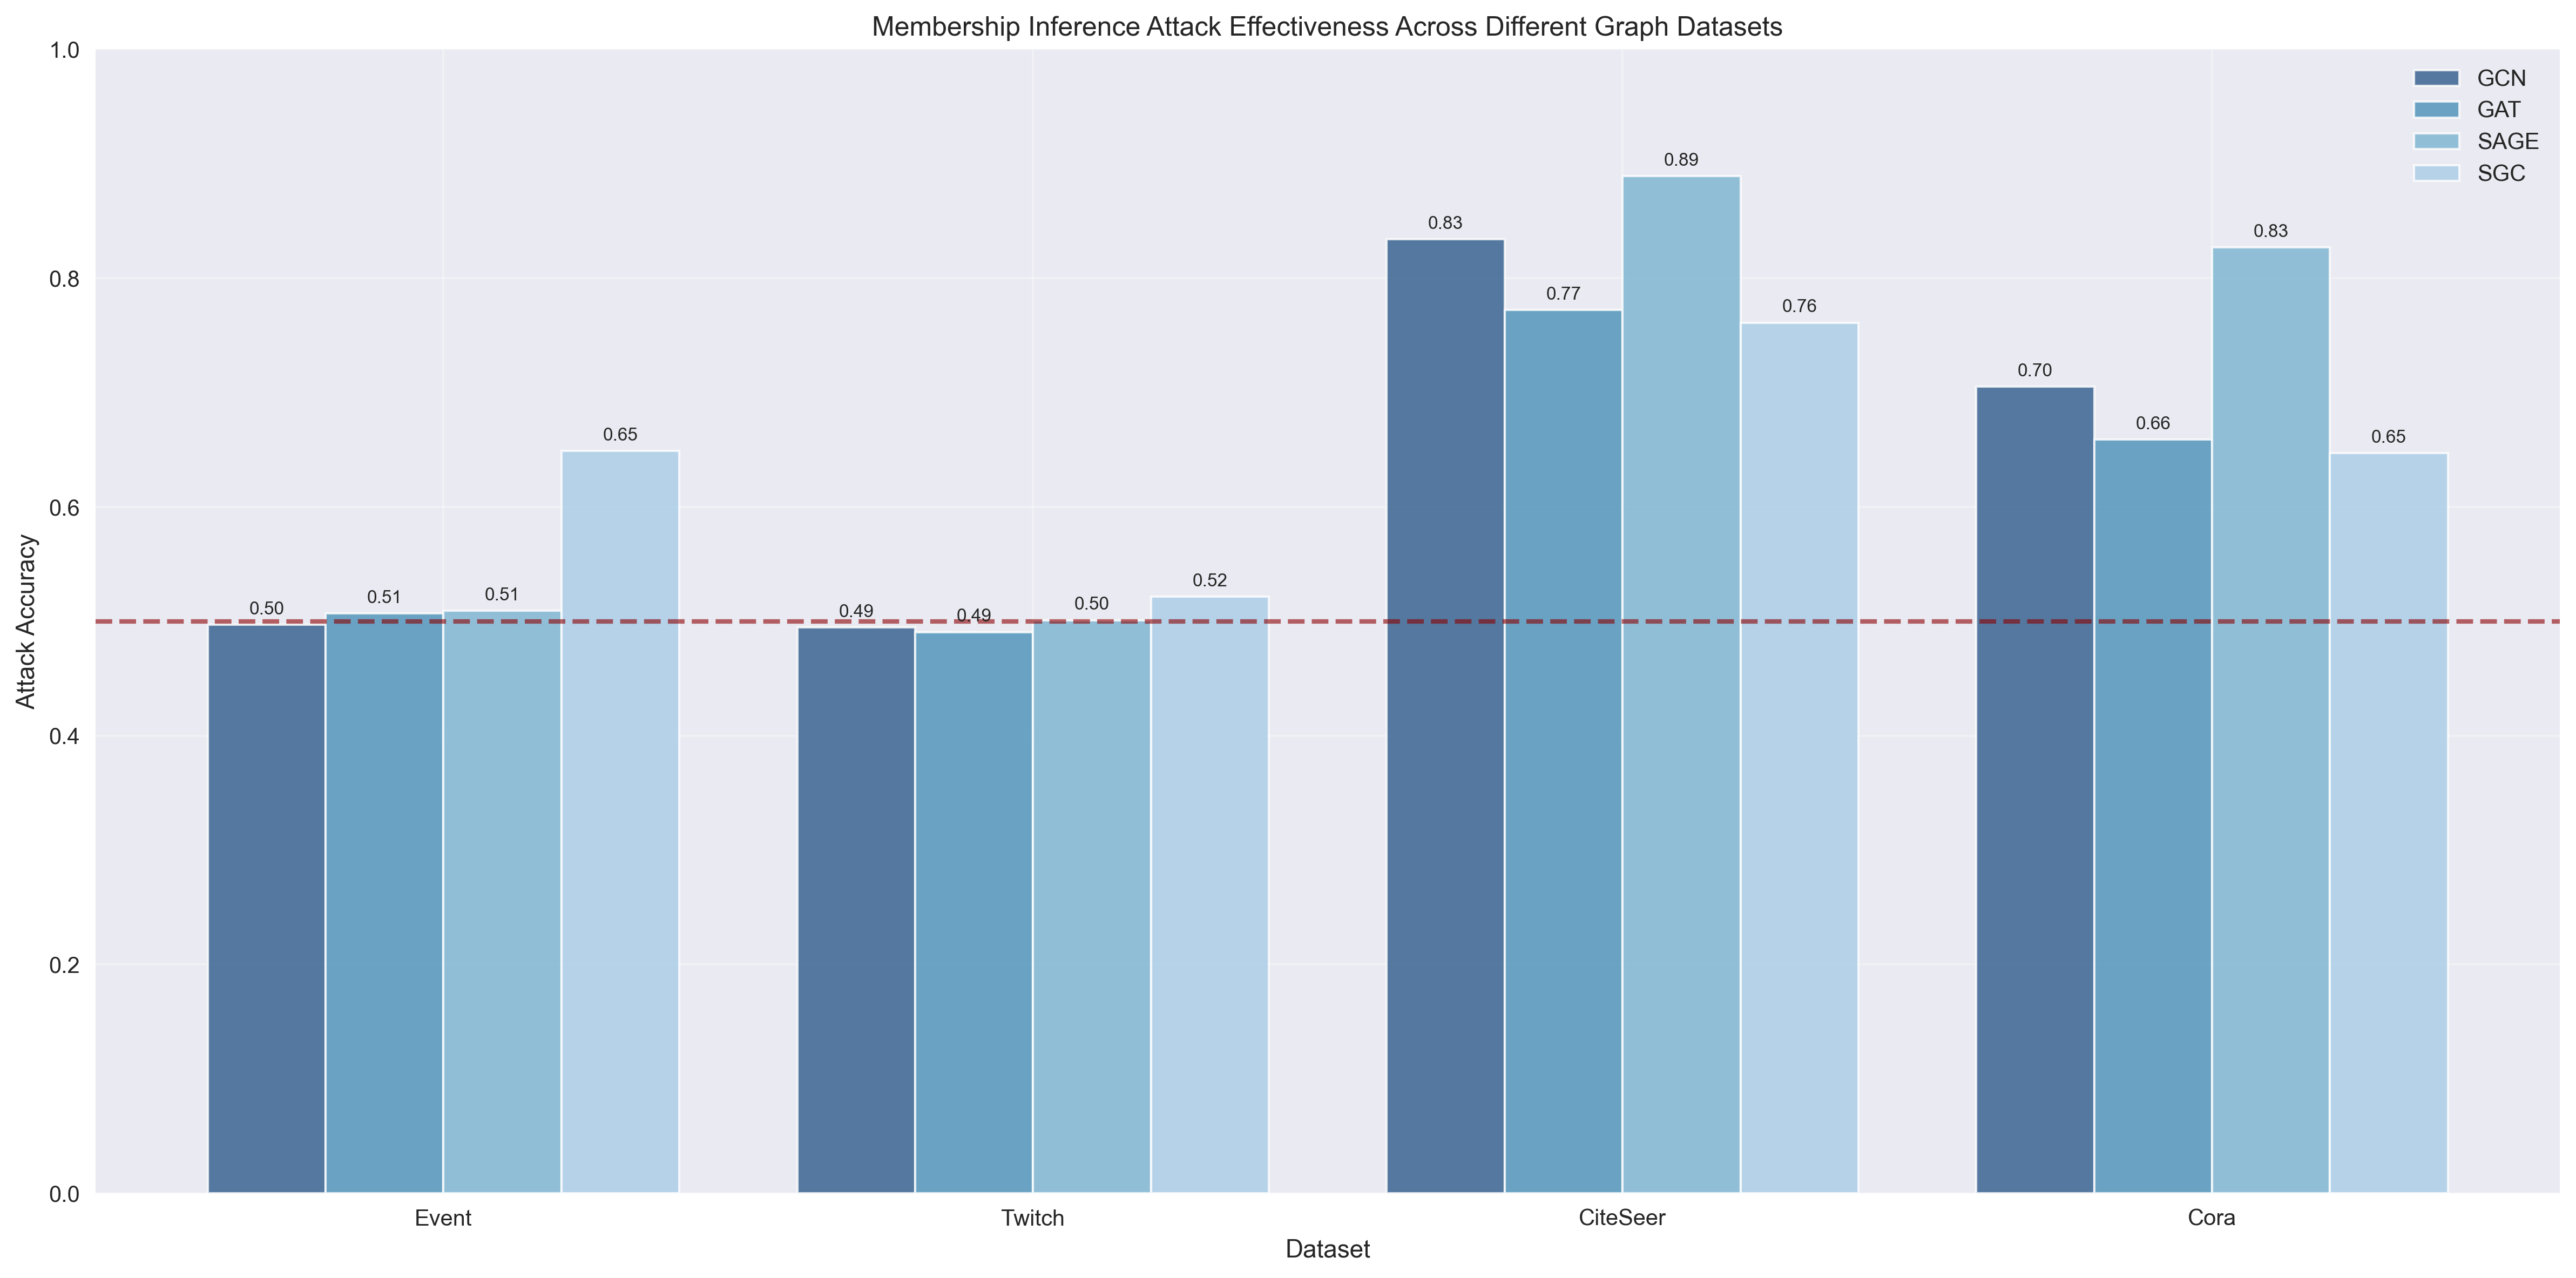 Membership Inference Attack Effectiveness Across Different Graph Datasets
1.0
0.8
0.6
0.4
0.2
0.0
Attack Accuracy
GCN
GAT
SAGE
SGC
0.50
0.51
0.51
0.65
0.49
0.49
0.50
0.52
0.83
0.77
0.89
0.76
0.70
0.66
0.83
0.65
Event
Twitch
CiteSeer
Cora
Dataset